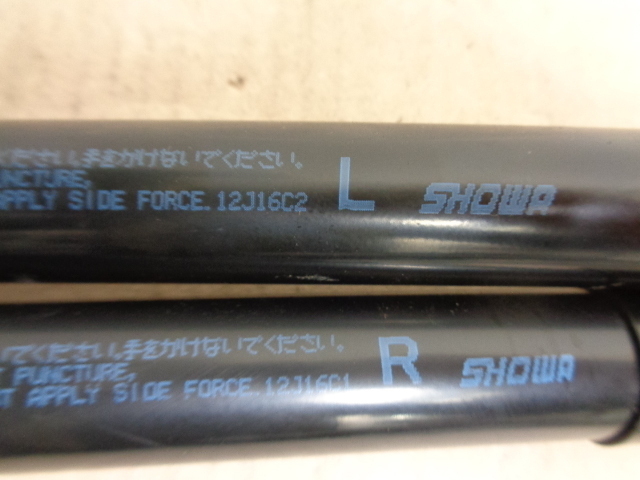 ください.手をかけないでください。
PUNCTURE,
APPLY SIDE FORCE.12J16C2
L SHOWA
いでください.手をかけないでください。
PUNCTURE,
APPLY SIDE FORCE.12J16C1
R SHOWA